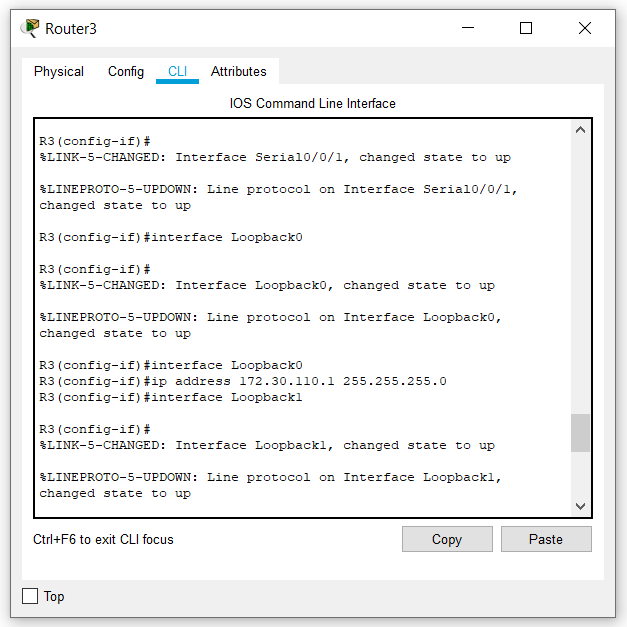 Router3
Physical Config CLI Attributes
IOS Command Line Interface
R3(config-if)#
%LINK-5-CHANGED: Interface Serial0/0/1, changed state to up
%LINEPROTO-5-UPDOWN: Line protocol on Interface Serial0/0/1,
changed state to up
R3(config-if)#interface Loopback0
R3(config-if)#
%LINK-5-CHANGED: Interface Loopback0, changed state to up
%LINEPROTO-5-UPDOWN: Line protocol on Interface Loopback0,
changed state to up
R3(config-if)#interface Loopback0
R3(config-if)#ip address 172.30.110.1 255.255.255.0
R3(config-if)#interface Loopback1
R3(config-if)#
%LINK-5-CHANGED: Interface Loopback1, changed state to up
%LINEPROTO-5-UPDOWN: Line protocol on Interface Loopback1,
changed state to up
Ctrl+F6 to exit CLI focus Copy Paste
Top